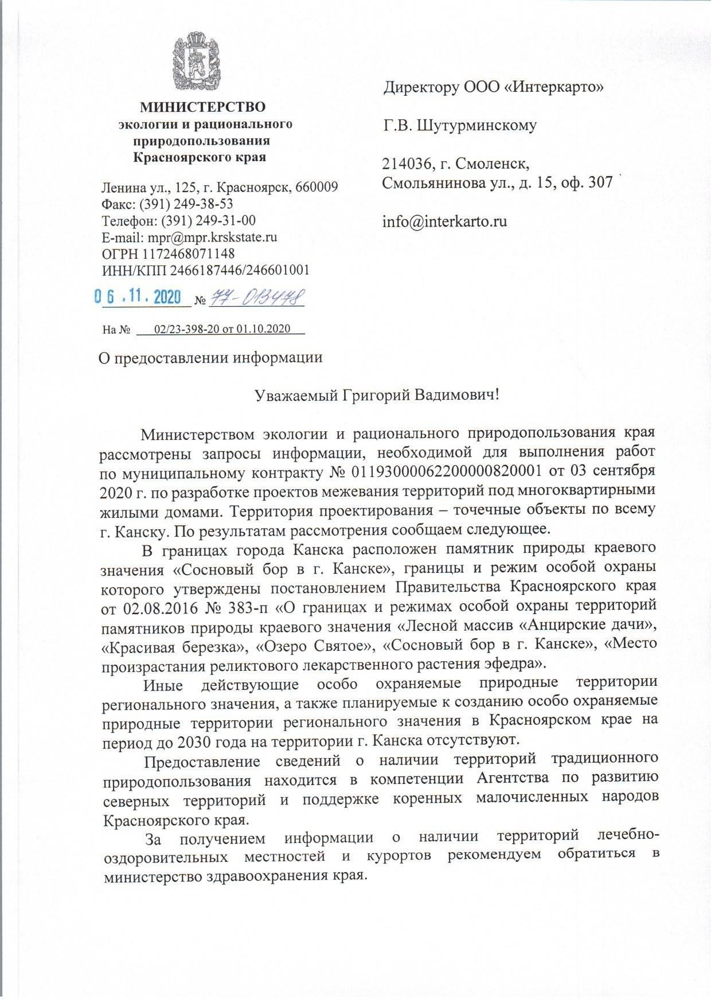 МИНИСТЕРСТВО
экологии и рационального
природопользования
Красноярского края
Ленина ул., 125, г. Красноярск, 660009
Факс: (391) 249-38-53
Телефон: (391) 249-31-00
E-mail: mpr@mpr.krskstate.ru
ОГРН 1172468071148
ИНН/КПП 2466187446/246601001
06.11.2020 № 77-013478
На № 02/23-398-20 от 01.10.2020
О предоставлении информации
Директору ООО «Интеркарто»
Г.В. Шутурминскому
214036, г. Смоленск,
Смольянинова ул., д. 15, оф. 307
info@interkarto.ru
Уважаемый Григорий Вадимович!
Министерством экологии и рационального природопользования края
рассмотрены запросы информации, необходимой для выполнения работ
по муниципальному контракту № 01193000062200000820001 от 03 сентября
2020 г. по разработке проектов межевания территорий под многоквартирными
жилыми домами. Территория проектирования – точечные объекты по всему
г. Канску. По результатам рассмотрения сообщаем следующее.
В границах города Канска расположен памятник природы краевого
значения «Сосновый бор в г. Канске», границы и режим особой охраны
которого утверждены постановлением Правительства Красноярского края
от 02.08.2016 № 383-п «О границах и режимах особой охраны территорий
памятников природы краевого значения «Лесной массив «Анцирские дачи»,
«Красивая березка», «Озеро Святое», «Сосновый бор в г. Канске», «Место
произрастания реликтового лекарственного растения эфедра».
Иные действующие особо охраняемые природные территории
регионального значения, а также планируемые к созданию особо охраняемые
природные территории регионального значения в Красноярском крае на
период до 2030 года на территории г. Канска отсутствуют.
Предоставление сведений о наличии территорий традиционного
природопользования находится в компетенции Агентства по развитию
северных территорий и поддержке коренных малочисленных народов
Красноярского края.
За получением информации о наличии территорий лечебно-
оздоровительных местностей и курортов рекомендуем обратиться в
министерство здравоохранения края.